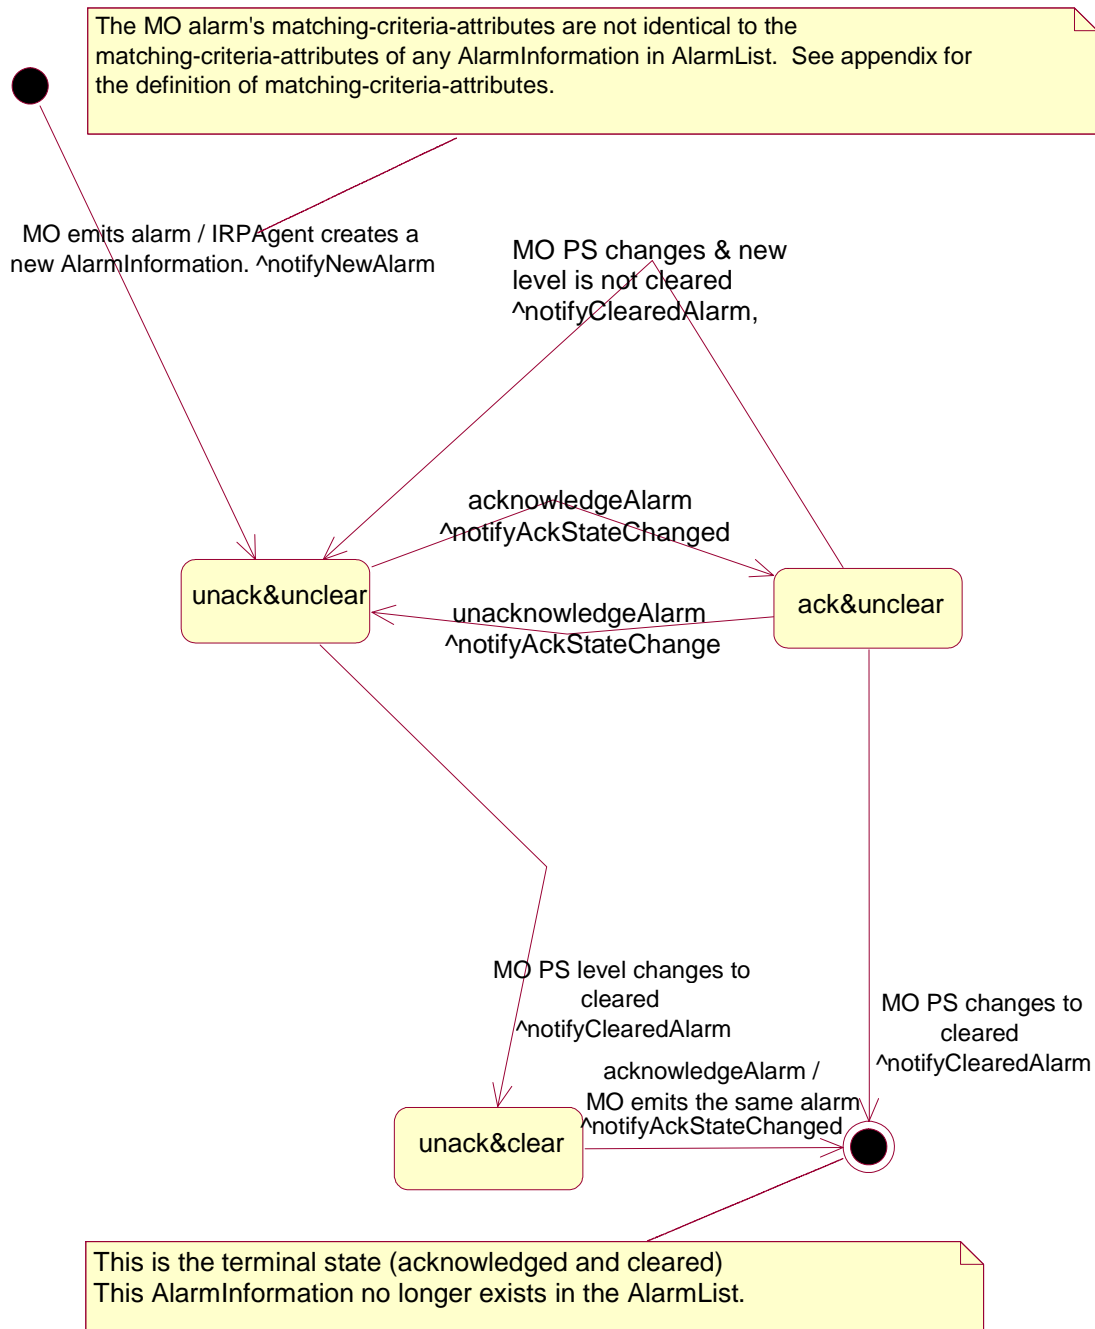 The MO alarm's matching-criteria-attributes are not identical to the
matching-criteria-attributes of any AlarmInformation in AlarmList.  See appendix for
the definition of matching-criteria-attributes.
MO emits alarm / IRPAgent creates a
new AlarmInformation. ^notifyNewAlarm
MO PS changes & new
level is not cleared
^notifyClearedAlarm,
acknowledgeAlarm
^notifyAckStateChanged
unack&unclear
ack&unclear
unacknowledgeAlarm
^notifyAckStateChange
MO PS level changes to
cleared
^notifyClearedAlarm
MO PS changes to
cleared
^notifyClearedAlarm
acknowledgeAlarm /
MO emits the same alarm
^notifyAckStateChanged
unack&clear
This is the terminal state (acknowledged and cleared)
This AlarmInformation no longer exists in the AlarmList.